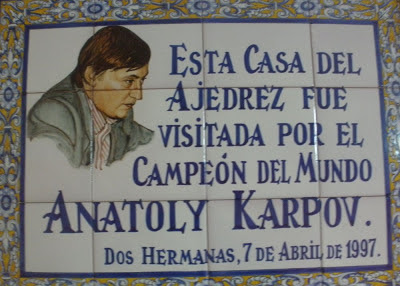 ESTA CASA DEL
AJEDREZ FUE
VISITADA POR EL
CAMPEÓN DEL MUNDO
ANATOLY KARPOV.
DOS HERMANAS, 7 DE ABRIL DE 1997.